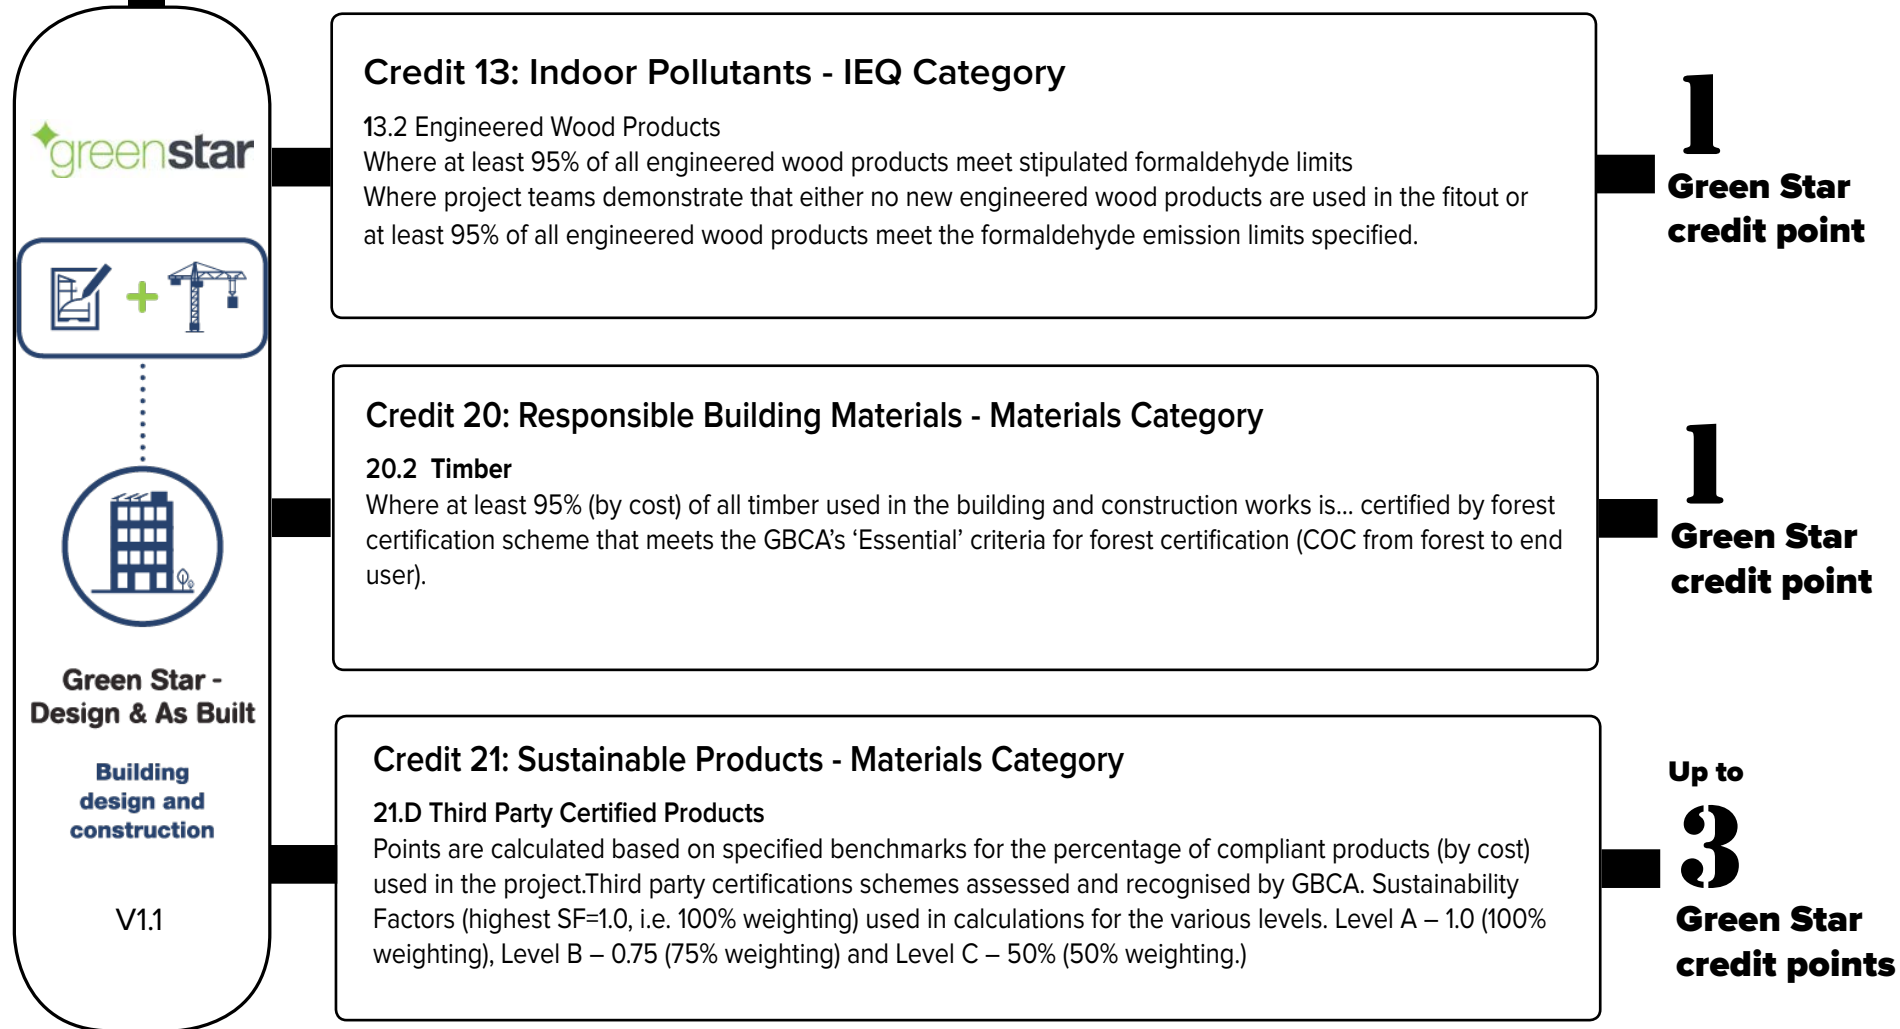 greenstar
Green Star -
Design & As Built
Building
design and
construction
V1.1
Credit 13: Indoor Pollutants - IEQ Category
13.2 Engineered Wood Products
Where at least 95% of all engineered wood products meet stipulated formaldehyde limits
Where project teams demonstrate that either no new engineered wood products are used in the fitout or
at least 95% of all engineered wood products meet the formaldehyde emission limits specified.
1
Green Star
credit point
Credit 20: Responsible Building Materials - Materials Category
20.2 Timber
Where at least 95% (by cost) of all timber used in the building and construction works is... certified by forest
certification scheme that meets the GBCA’s ‘Essential’ criteria for forest certification (COC from forest to end
user).
1
Green Star
credit point
Credit 21: Sustainable Products - Materials Category
21.D Third Party Certified Products
Points are calculated based on specified benchmarks for the percentage of compliant products (by cost)
used in the project.Third party certifications schemes assessed and recognised by GBCA. Sustainability
Factors (highest SF=1.0, i.e. 100% weighting) used in calculations for the various levels. Level A – 1.0 (100%
weighting), Level B – 0.75 (75% weighting) and Level C – 50% (50% weighting.)
Up to
3
Green Star
credit points